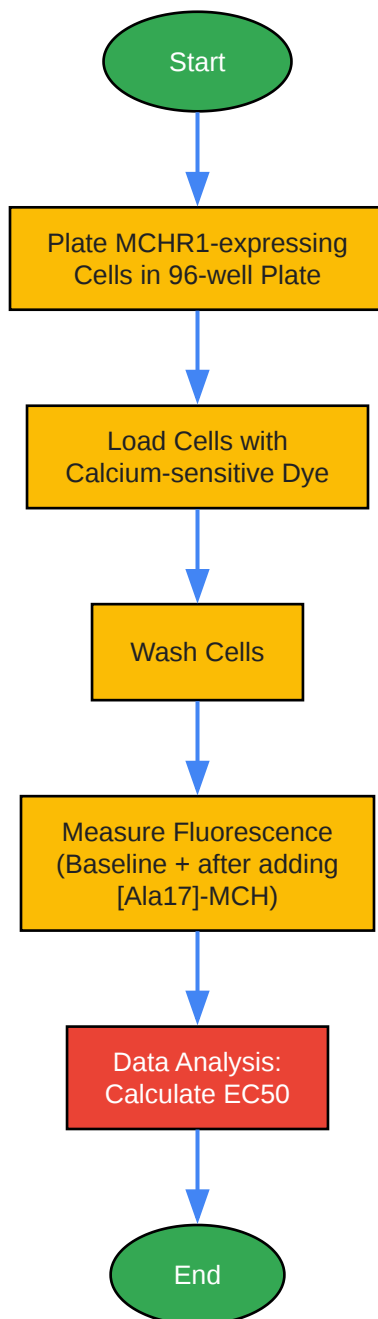 Start
Plate MCHR1-expressing
Cells in 96-well Plate
Load Cells with
Calcium-sensitive Dye
Wash Cells
Measure Fluorescence
(Baseline + after adding
[Ala17]-MCH)
Data Analysis:
Calculate EC50
End